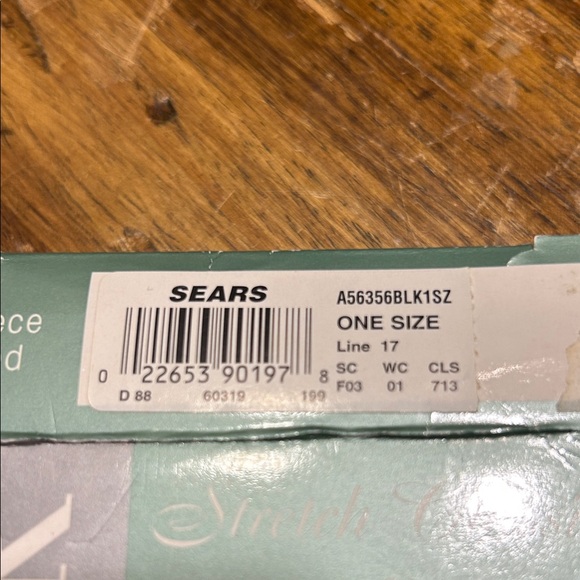 ece
d
SEARS
0 22653 90197 8
D 88 60319 199
A56356BLK1SZ
ONE SIZE
Line 17
SC WC CLS
F03 01 713
Stretch